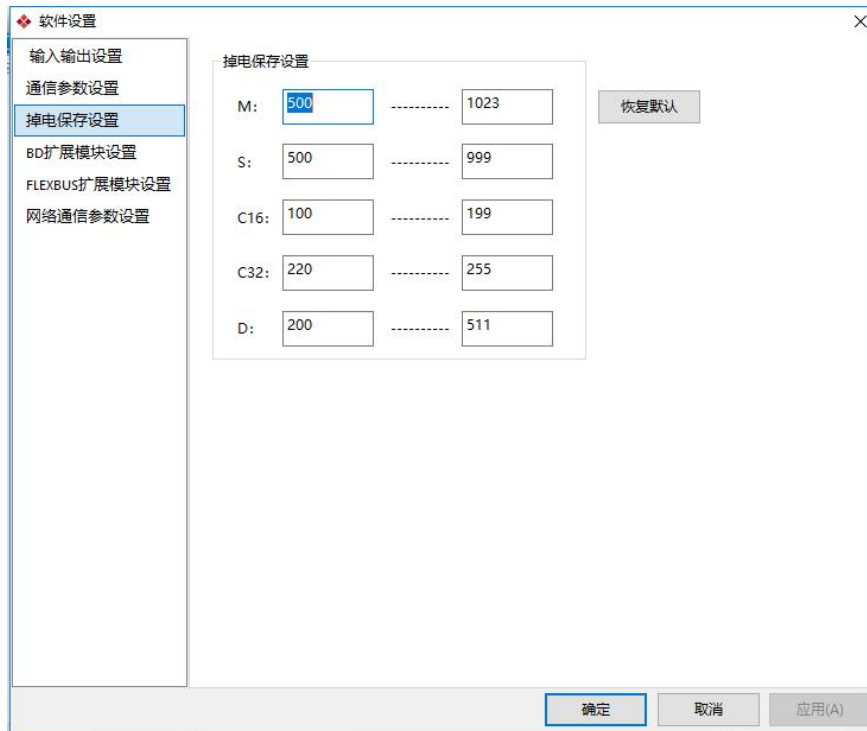 软件设置
输入输出设置
通信参数设置
掉电保存设置
BD扩展模块设置
FLEXBUS扩展模块设置
网络通信参数设置
掉电保存设置
M: 500 ---------- 1023 恢复默认
S: 500 ---------- 999
C16: 100 ---------- 199
C32: 220 ---------- 255
D: 200 ---------- 511
确定 取消 应用(A)